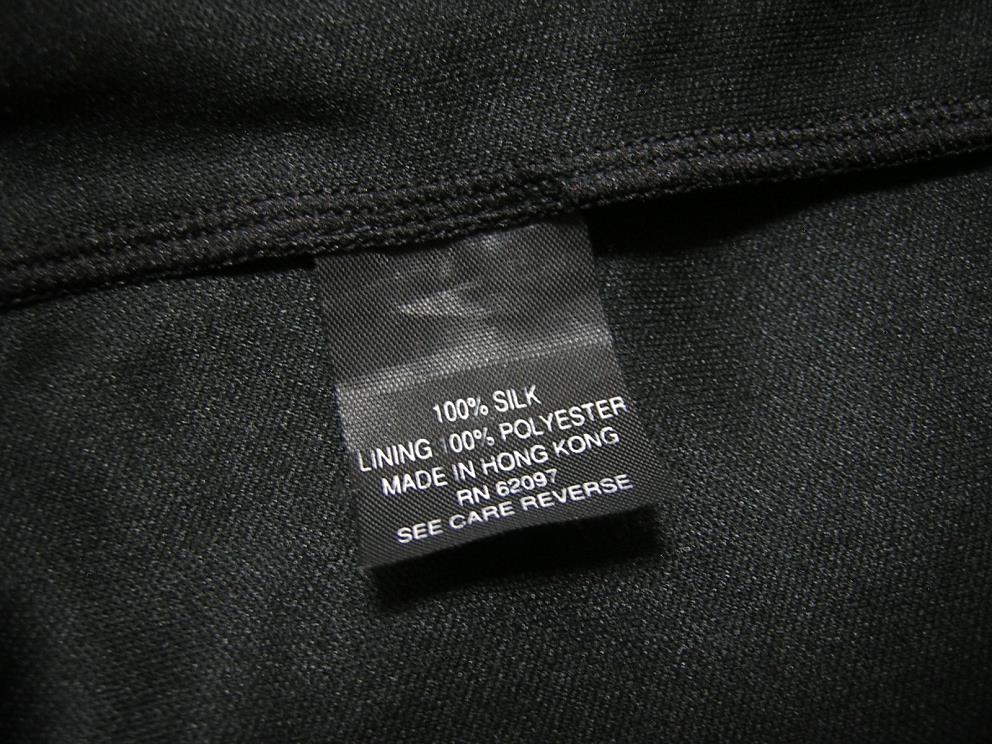 100% SILK
LINING 100% POLYESTER
MADE IN HONG KONG
RN 62097
SEE CARE REVERSE